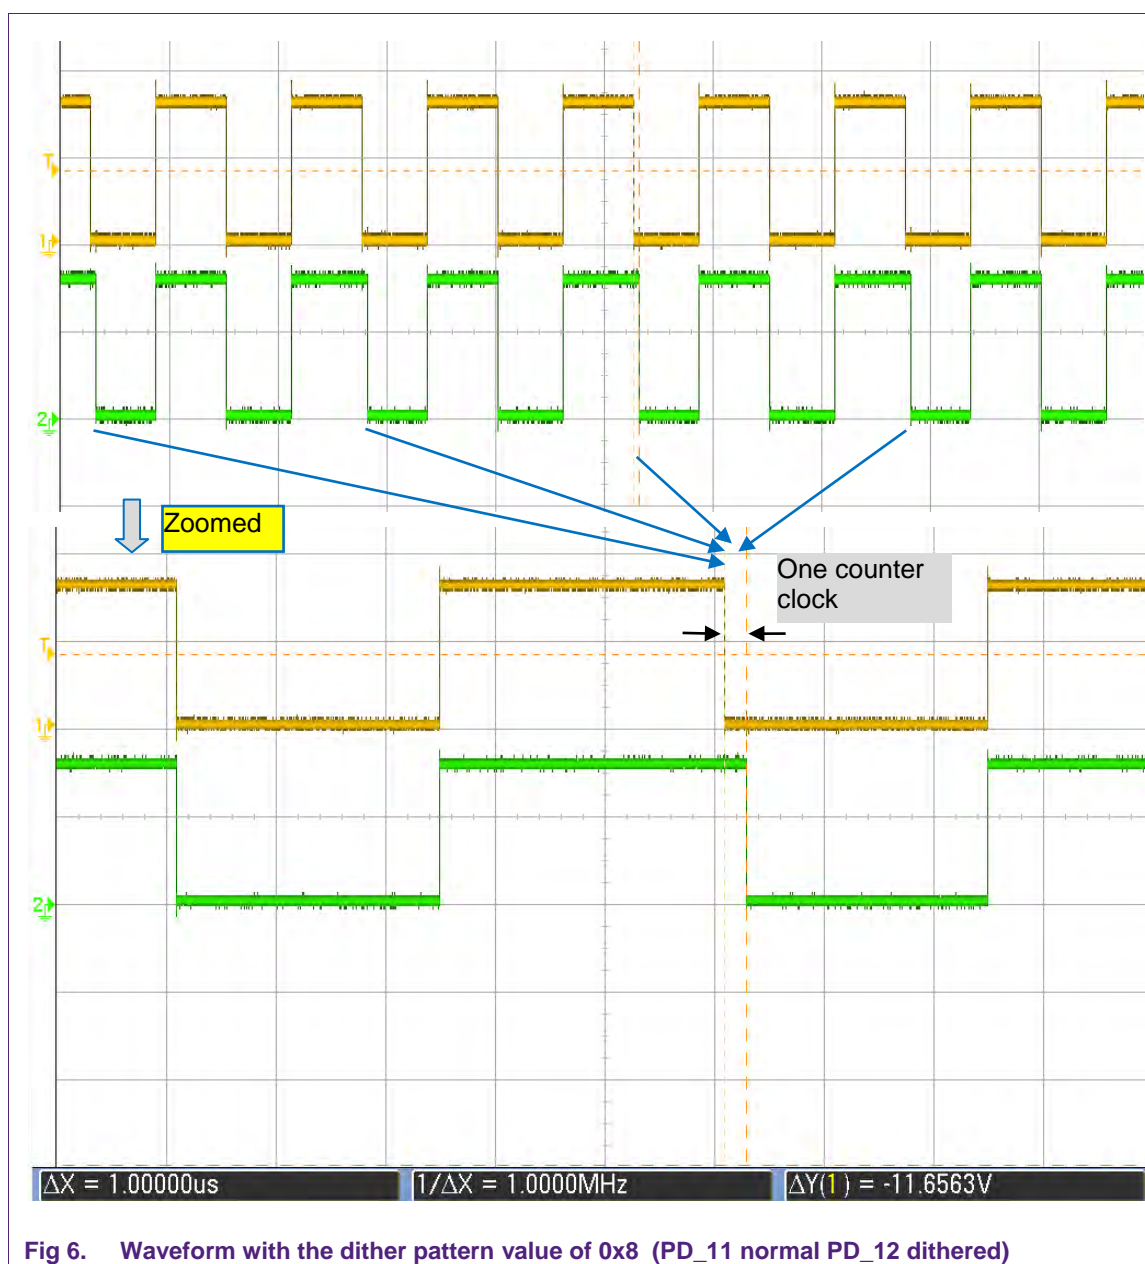 T
1
2
Zoomed
One counter
clock
T
1
2
ΔX = 1.00000us
1/ΔX = 1.0000MHz
ΔY(1) = -11.6563V
Fig 6. Waveform with the dither pattern value of 0x8 (PD_11 normal PD_12 dithered)